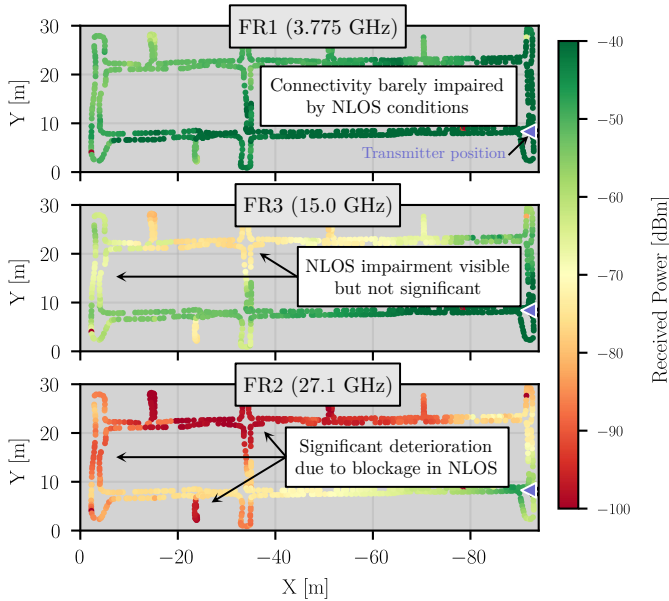 FR1 (3.775 GHz)
30
20
10
0
Y [m]
Connectivity barely impaired
by NLOS conditions
Transmitter position
FR3 (15.0 GHz)
30
20
10
0
Y [m]
NLOS impairment visible
but not significant
FR2 (27.1 GHz)
30
20
10
0
Y [m]
Significant deterioration
due to blockage in NLOS
0 −20 −40 −60 −80
X [m]
−40
−50
−60
−70
−80
−90
−100
Received Power [dBm]